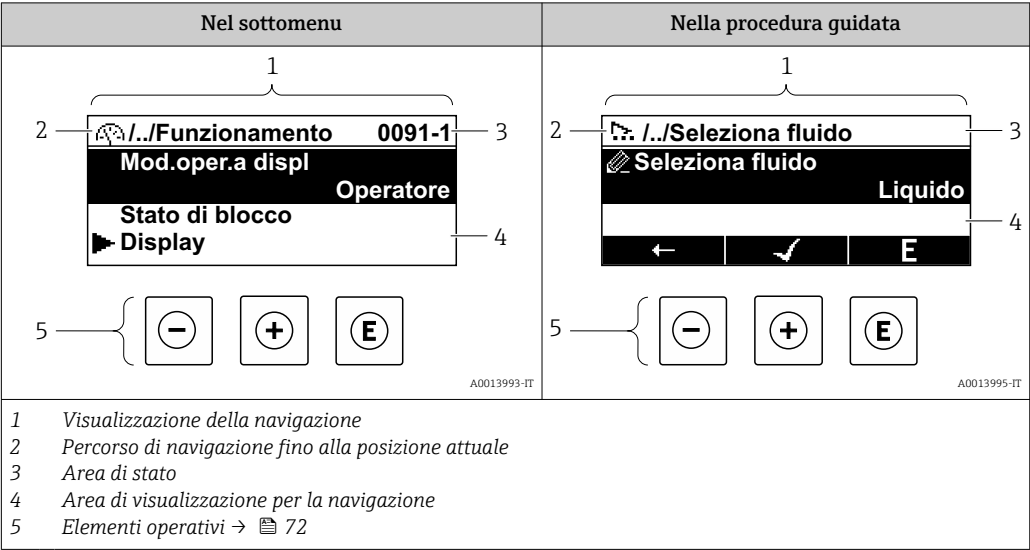 Nel sottomenu
Nella procedura guidata
1
2
/../Funzionamento 0091-1
3
Mod.oper.a displ
Operatore
Stato di blocco
Display
4
5
- + E
A0013993-IT
1
2
/../Seleziona fluido
3
Seleziona fluido
Liquido
4
← ✓ E
5
- + E
A0013995-IT
1 Visualizzazione della navigazione
2 Percorso di navigazione fino alla posizione attuale
3 Area di stato
4 Area di visualizzazione per la navigazione
5 Elementi operativi → 72